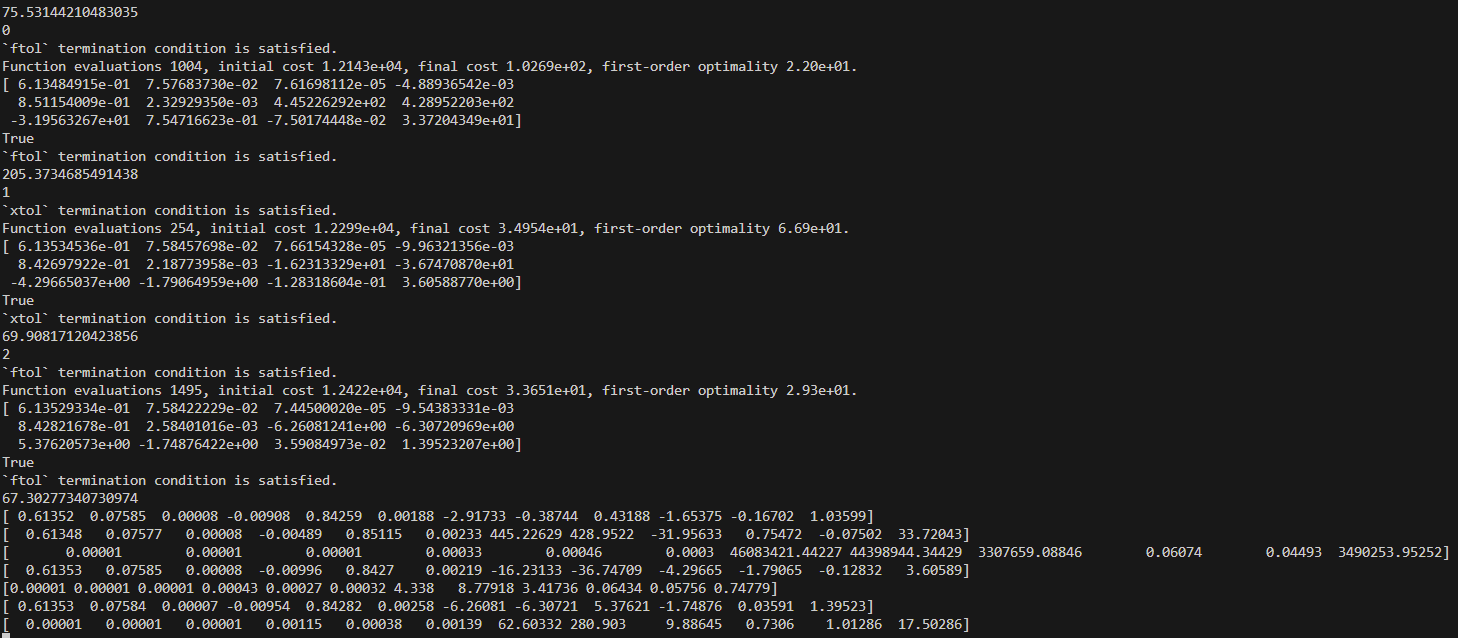 75.53144210483035
0
`ftol` termination condition is satisfied.
Function evaluations 1004, initial cost 1.2143e+04, final cost 1.0269e+02, first-order optimality 2.20e+01.
[ 6.13484915e-01  7.57683730e-02  7.61698112e-05 -4.88936542e-03
  8.51154009e-01  2.32929350e-03  4.45226292e+02  4.28952203e+02
 -3.19563267e+01  7.54716623e-01 -7.50174448e-02  3.37204349e+01]
True
`ftol` termination condition is satisfied.
205.3734685491438
1
`xtol` termination condition is satisfied.
Function evaluations 254, initial cost 1.2299e+04, final cost 3.4954e+01, first-order optimality 6.69e+01.
[ 6.13534536e-01  7.58457698e-02  7.66154328e-05 -9.96321356e-03
  8.42697922e-01  2.18773958e-03 -1.62313329e+01 -3.67470870e+01
 -4.29665037e+00 -1.79064959e+00 -1.28318604e-01  3.60588770e+00]
True
`xtol` termination condition is satisfied.
69.90817120423856
2
`ftol` termination condition is satisfied.
Function evaluations 1495, initial cost 1.2422e+04, final cost 3.3651e+01, first-order optimality 2.93e+01.
[ 6.13529334e-01  7.58422229e-02  7.44500020e-05 -9.54383331e-03
  8.42821678e-01  2.58401016e-03 -6.26081241e+00 -6.30720969e+00
  5.37620573e+00 -1.74876422e+00  3.59084973e-02  1.39523207e+00]
True
`ftol` termination condition is satisfied.
67.30277340730974
[ 0.61352  0.07585  0.00008 -0.00908  0.84259  0.00188 -2.91733 -0.38744  0.43188 -1.65375 -0.16702  1.03599]
[  0.61348   0.07577   0.00008  -0.00489   0.85115   0.00233 445.22629 428.9522  -31.95633   0.75472  -0.07502  33.72043]
[       0.00001        0.00001        0.00001        0.00033        0.00046        0.0003  46083421.44227 44398944.34429  3307659.08846        0.06074        0.04493  3490253.95252]
[  0.61353   0.07585   0.00008  -0.00996   0.8427    0.00219 -16.23133 -36.74709  -4.29665  -1.79065  -0.12832   3.60589]
[0.00001 0.00001 0.00001 0.00043 0.00027 0.00032 4.338   8.77918 3.41736 0.06434 0.05756 0.74779]
[ 0.61353  0.07584  0.00007 -0.00954  0.84282  0.00258 -6.26081 -6.30721  5.37621 -1.74876  0.03591  1.39523]
[  0.00001   0.00001   0.00001   0.00115   0.00038   0.00139  62.60332 280.903     9.88645   0.7306    1.01286  17.50286]